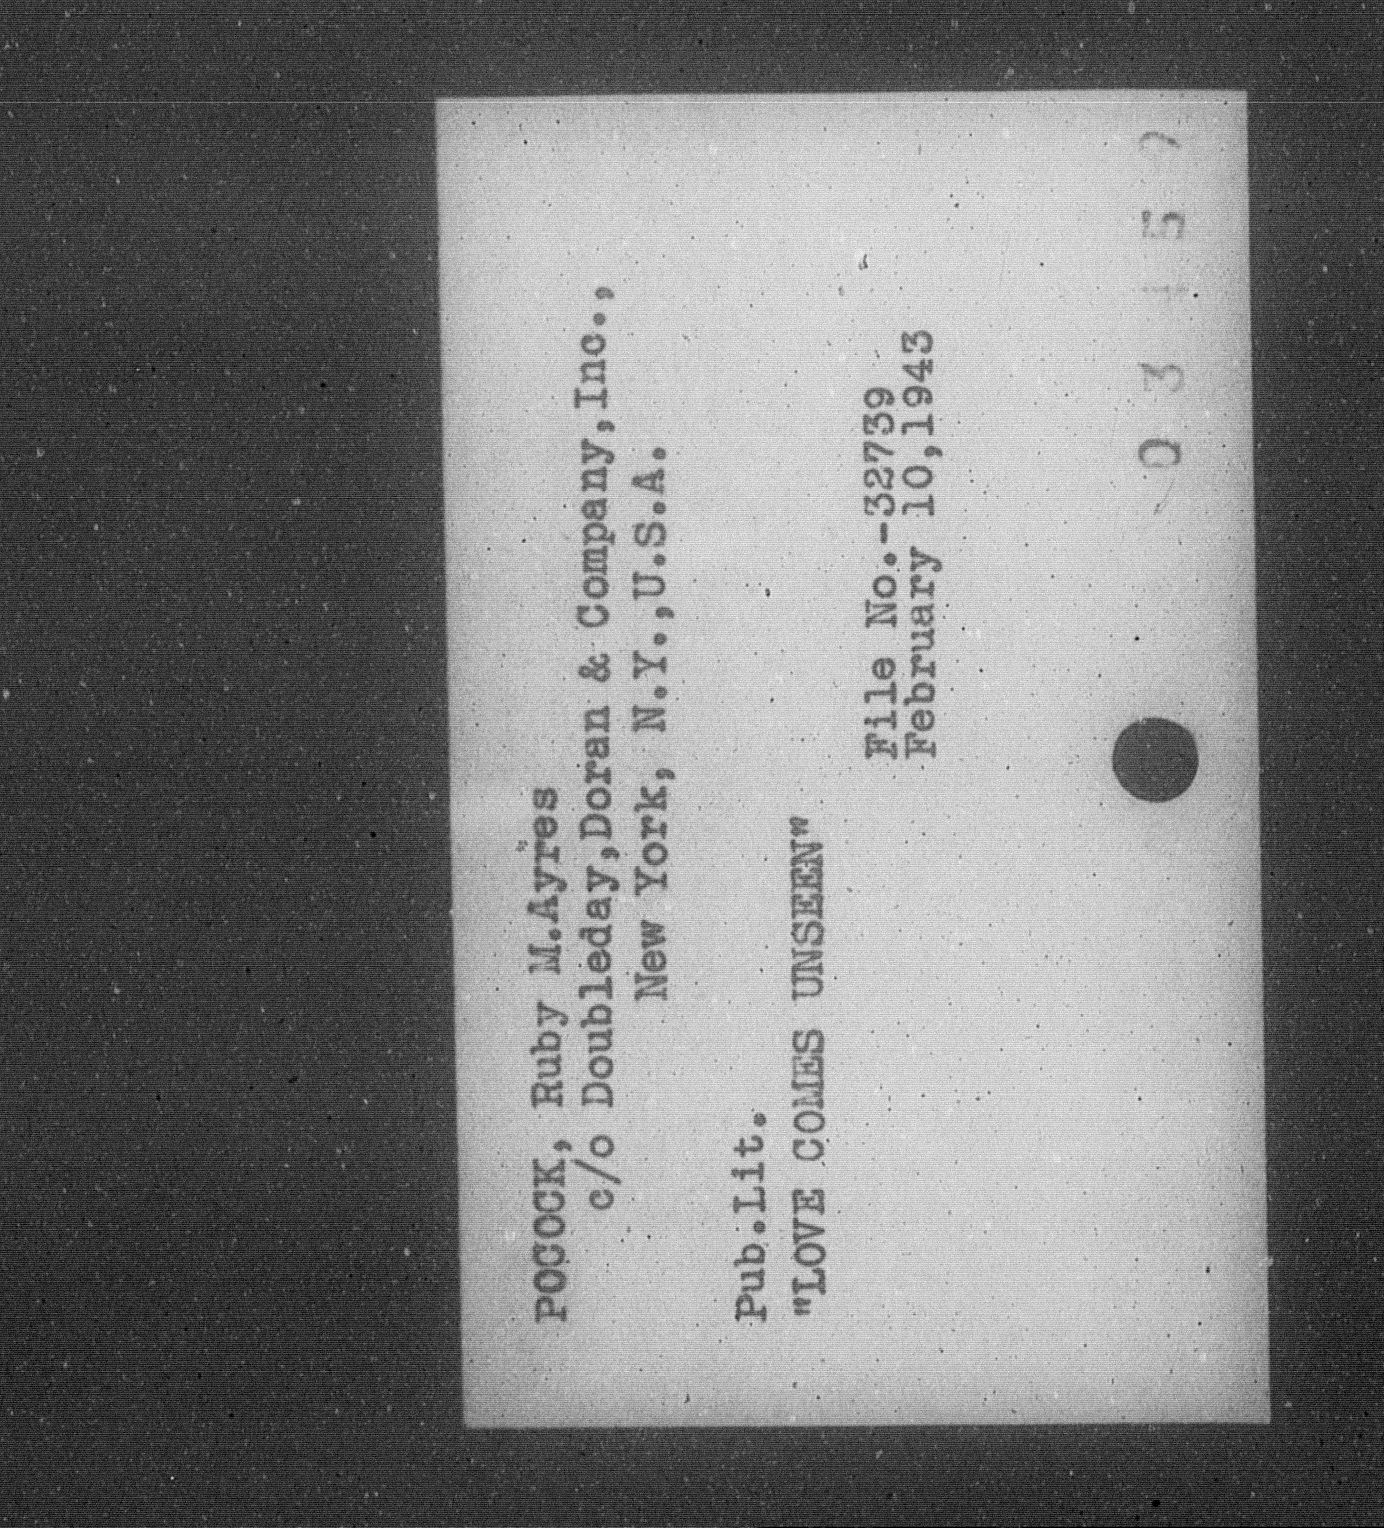 POCOCK, Ruby M.Ayres
c/o Doubleday,Doran & Company,Inc.,
New York, N.Y.,U.S.A.
Pub.Lit.
"LOVE COMES UNSEEN"
File No.-32739
February 10,1943